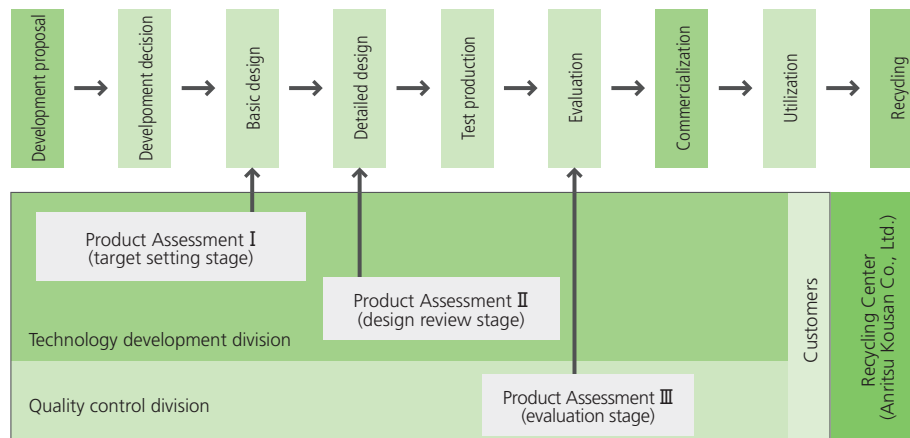 Development proposal
Develpoment decision
Basic design
Detailed design
Test production
Evaluation
Commercialization
Utilization
Recycling
Product Assessment Ⅰ
(target setting stage)
Product Assessment Ⅱ
(design review stage)
Technology development division
Product Assessment Ⅲ
(evaluation stage)
Quality control division
Customers
Recycling Center
(Anritsu Kousan Co., Ltd.)